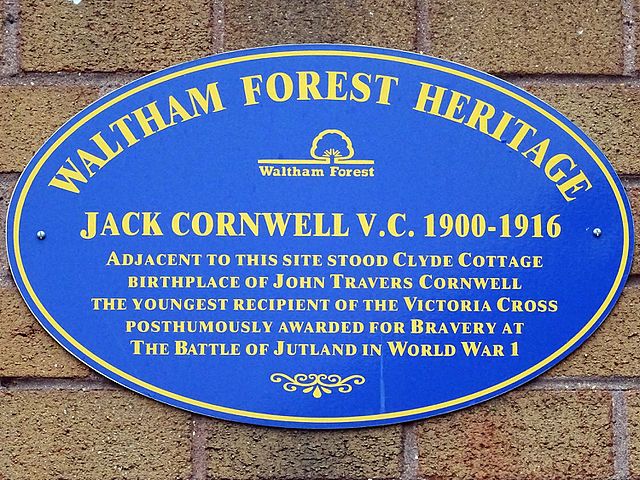 WALTHAM FOREST HERITAGE
Waltham Forest
JACK CORNWELL V.C. 1900-1916
ADJACENT TO THIS SITE STOOD CLYDE COTTAGE
BIRTHPLACE OF JOHN TRAVERS CORNWELL
THE YOUNGEST RECIPIENT OF THE VICTORIA CROSS
POSTHUMOUSLY AWARDED FOR BRAVERY AT
THE BATTLE OF JUTLAND IN WORLD WAR 1